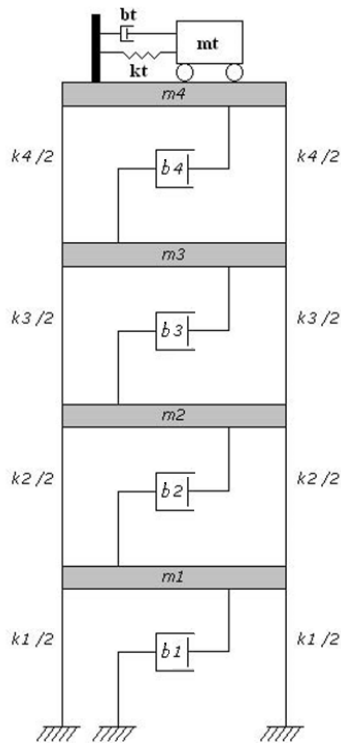 bt
mt
kt
m4
k4/2 b4 k4/2
m3
k3/2 b3 k3/2
m2
k2/2 b2 k2/2
m1
k1/2 b1 k1/2